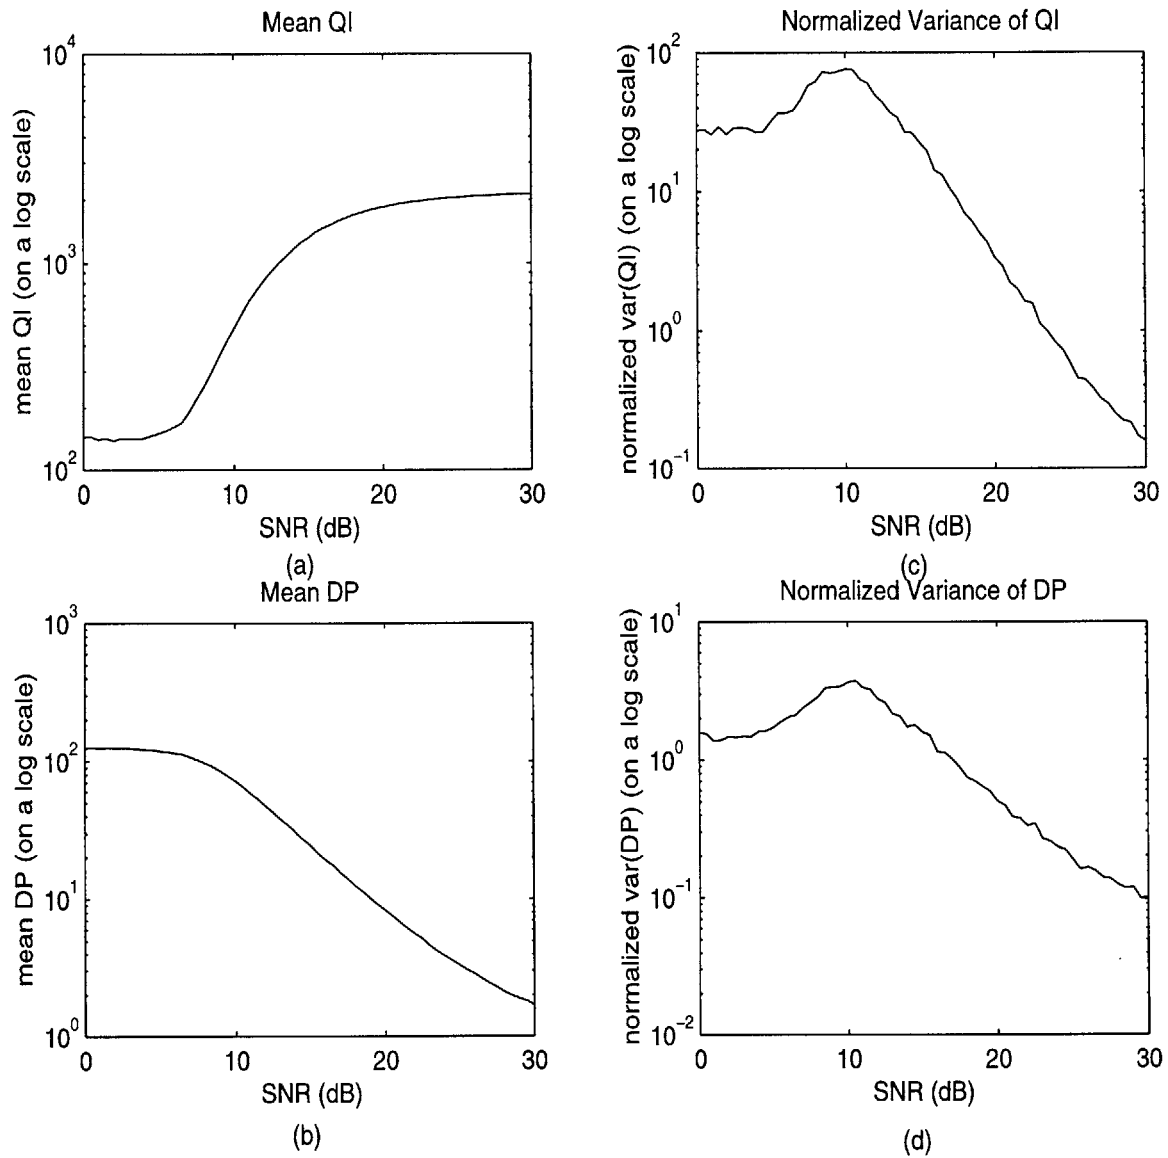 Mean QI
10^4
10^3
10^2
mean QI (on a log scale)
0 10 20 30
SNR (dB)
(a)
Normalized Variance of QI
10^2
10^1
10^0
10^-1
normalized var(QI) (on a log scale)
0 10 20 30
SNR (dB)
(c)
Mean DP
10^3
10^2
10^1
10^0
mean DP (on a log scale)
0 10 20 30
SNR (dB)
(b)
Normalized Variance of DP
10^1
10^0
10^-1
10^-2
normalized var(DP) (on a log scale)
0 10 20 30
SNR (dB)
(d)